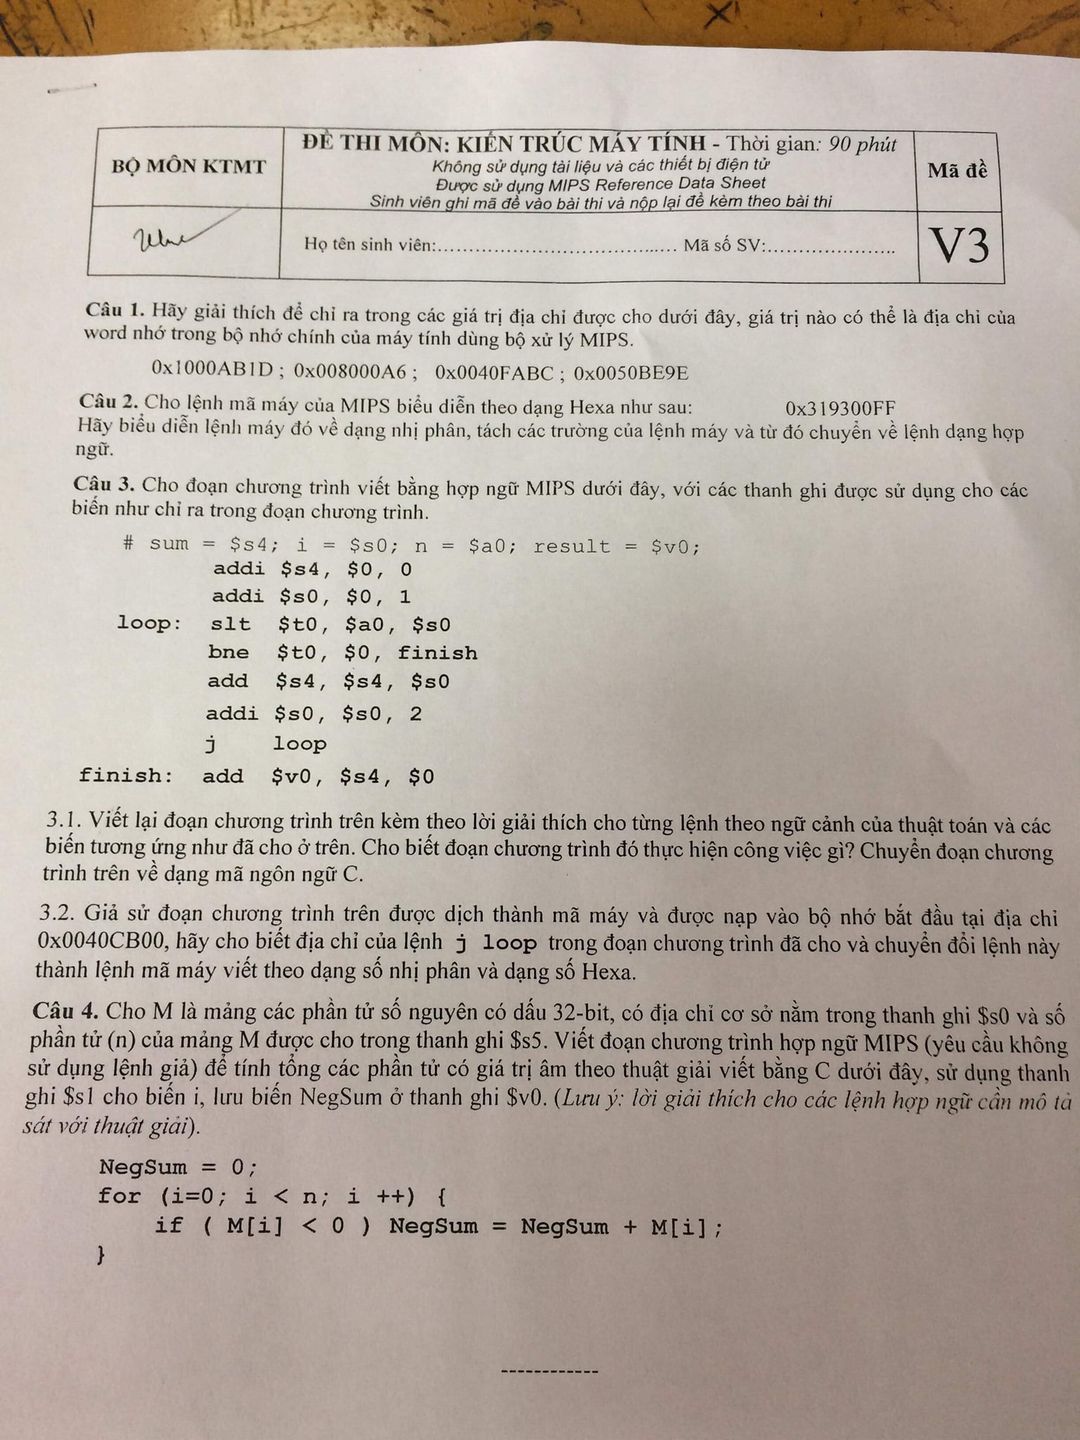 BỘ MÔN KTMT
ĐỀ THI MÔN: KIẾN TRÚC MÁY TÍNH - Thời gian: 90 phút
Không sử dụng tài liệu và các thiết bị điện tử
Được sử dụng MIPS Reference Data Sheet
Sinh viên ghi mã đề vào bài thi và nộp lại đề kèm theo bài thi
Mã đề
Họ tên sinh viên:............................................. Mã số SV:.......................
V3
Câu 1. Hãy giải thích để chỉ ra trong các giá trị địa chỉ được cho dưới đây, giá trị nào có thể là địa chỉ của
word nhớ trong bộ nhớ chính của máy tính dùng bộ xử lý MIPS.
0x1000AB1D ; 0x008000A6 ; 0x0040FABC ; 0x0050BE9E
Câu 2. Cho lệnh mã máy của MIPS biểu diễn theo dạng Hexa như sau: 0x319300FF
Hãy biểu diễn lệnh máy đó về dạng nhị phân, tách các trường của lệnh máy và từ đó chuyển về lệnh dạng hợp
ngữ.
Câu 3. Cho đoạn chương trình viết bằng hợp ngữ MIPS dưới đây, với các thanh ghi được sử dụng cho các
biến như chỉ ra trong đoạn chương trình.
# sum = $s4; i = $s0; n = $a0; result = $v0;
addi $s4, $0, 0
addi $s0, $0, 1
loop: slt $t0, $a0, $s0
bne $t0, $0, finish
add $s4, $s4, $s0
addi $s0, $s0, 2
j loop
finish: add $v0, $s4, $0
3.1. Viết lại đoạn chương trình trên kèm theo lời giải thích cho từng lệnh theo ngữ cảnh của thuật toán và các
biến tương ứng như đã cho ở trên. Cho biết đoạn chương trình đó thực hiện công việc gì? Chuyển đoạn chương
trình trên về dạng mã ngôn ngữ C.
3.2. Giả sử đoạn chương trình trên được dịch thành mã máy và được nạp vào bộ nhớ bắt đầu tại địa chỉ
0x0040CB00, hãy cho biết địa chỉ của lệnh j loop trong đoạn chương trình đã cho và chuyển đổi lệnh này
thành lệnh mã máy viết theo dạng số nhị phân và dạng số Hexa.
Câu 4. Cho M là mảng các phần tử số nguyên có dấu 32-bit, có địa chỉ cơ sở nằm trong thanh ghi $s0 và số
phần tử (n) của mảng M được cho trong thanh ghi $s5. Viết đoạn chương trình hợp ngữ MIPS (yêu cầu không
sử dụng lệnh giả) để tính tổng các phần tử có giá trị âm theo thuật giải viết bằng C dưới đây, sử dụng thanh
ghi $s1 cho biến i, lưu biến NegSum ở thanh ghi $v0. (Lưu ý: lời giải thích cho các lệnh hợp ngữ cần mô tả
sát với thuật giải).
NegSum = 0;
for (i=0; i < n; i ++) {
if ( M[i] < 0 ) NegSum = NegSum + M[i];
}
------------